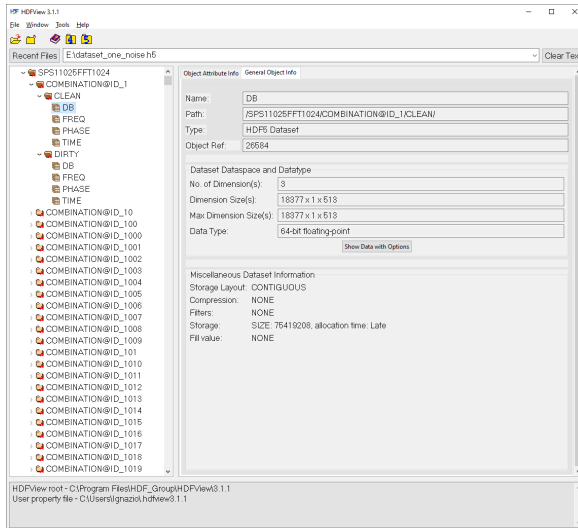 HDFView 3.1.1
File Window Tools Help
Recent Files E:\dataset_one_noise.h5 Clear Tex
SPS11025FFT1024
COMBINATION@ID_1
CLEAN
DB
FREQ
PHASE
TIME
DIRTY
DB
FREQ
PHASE
TIME
COMBINATION@ID_10
COMBINATION@ID_100
COMBINATION@ID_1000
COMBINATION@ID_1001
COMBINATION@ID_1002
COMBINATION@ID_1003
COMBINATION@ID_1004
COMBINATION@ID_1005
COMBINATION@ID_1006
COMBINATION@ID_1007
COMBINATION@ID_1008
COMBINATION@ID_1009
COMBINATION@ID_101
COMBINATION@ID_1010
COMBINATION@ID_1011
COMBINATION@ID_1012
COMBINATION@ID_1013
COMBINATION@ID_1014
COMBINATION@ID_1015
COMBINATION@ID_1016
COMBINATION@ID_1017
COMBINATION@ID_1018
COMBINATION@ID_1019
Object Attribute Info General Object Info
Name: DB
Path: /SPS11025FFT1024/COMBINATION@ID_1/CLEAN/
Type: HDF5 Dataset
Object Ref: 26584
Dataset Dataspace and Datatype
No. of Dimension(s): 3
Dimension Size(s): 18377 x 1 x 513
Max Dimension Size(s): 18377 x 1 x 513
Data Type: 64-bit floating-point
Show Data with Options
Miscellaneous Dataset Information
Storage Layout: CONTIGUOUS
Compression: NONE
Filters: NONE
Storage: SIZE: 75419208, allocation time: Late
Fill value: NONE
HDFView root - C:\Program Files\HDF_Group\HDFView\3.1.1
User property file - C:\Users\Ignazio\.hdfview3.1.1